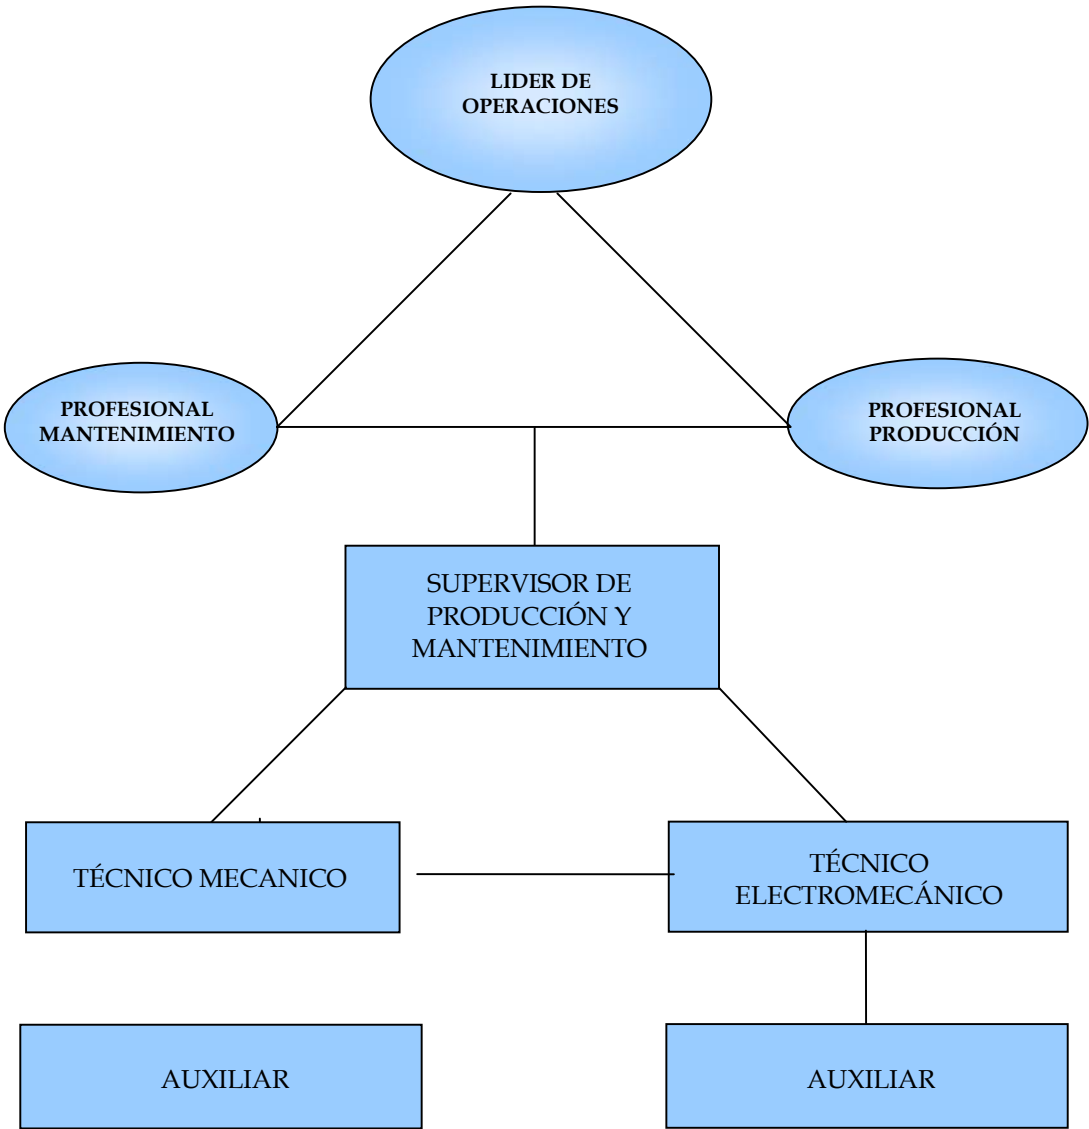 LIDER DE
OPERACIONES
PROFESIONAL
MANTENIMIENTO
PROFESIONAL
PRODUCCIÓN
SUPERVISOR DE
PRODUCCIÓN Y
MANTENIMIENTO
TÉCNICO MECANICO
TÉCNICO
ELECTROMECÁNICO
AUXILIAR
AUXILIAR